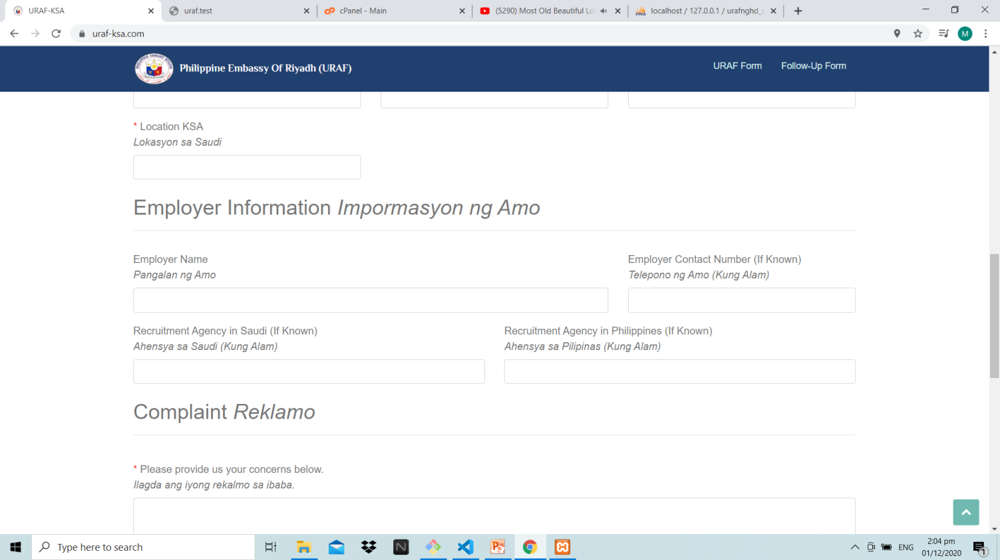 URAF-KSA
uraf.test
cPanel - Main
(5290) Most Old Beautiful Lo
PMA
localhost / 127.0.0.1 / urafnghd_u
uraf-ksa.com
M
Philippine Embassy Of Riyadh (URAF)
URAF Form
Follow-Up Form
* Location KSA
Lokasyon sa Saudi
Employer Information Impormasyon ng Amo
Employer Name
Pangalan ng Amo
Employer Contact Number (If Known)
Telepono ng Amo (Kung Alam)
Recruitment Agency in Saudi (If Known)
Ahensya sa Saudi (Kung Alam)
Recruitment Agency in Philippines (If Known)
Ahensya sa Pilipinas (Kung Alam)
Complaint Reklamo
* Please provide us your concerns below.
Ilagda ang iyong rekalmo sa ibaba.
Type here to search
ENG
2:04 pm
01/12/2020
1